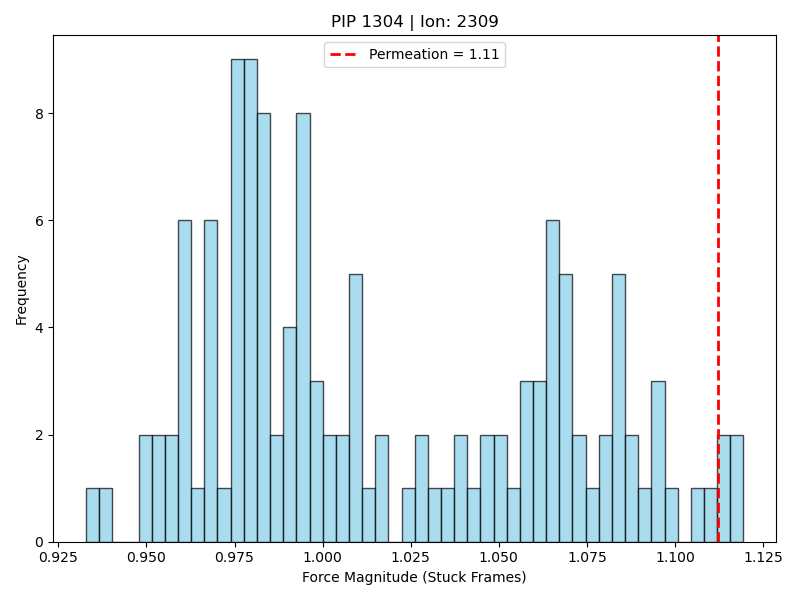 PIP 1304 | Ion: 2309
Permeation = 1.11
Frequency
8
6
4
2
0
0.925 0.950 0.975 1.000 1.025 1.050 1.075 1.100 1.125
Force Magnitude (Stuck Frames)